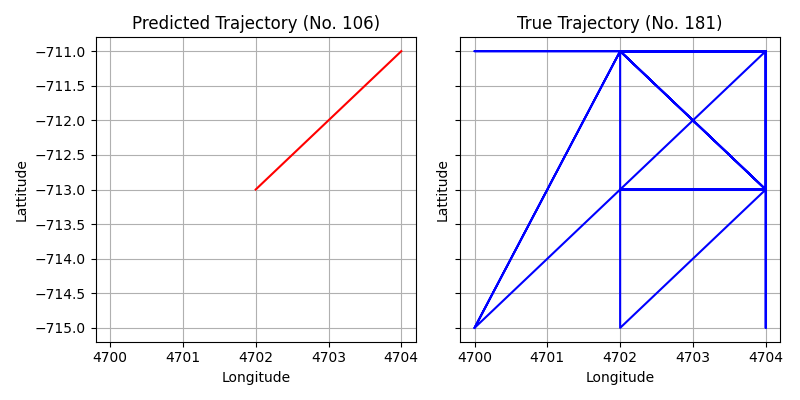 Predicted Trajectory (No. 106)
True Trajectory (No. 181)
−711.0
−711.5
−712.0
−712.5
−713.0
−713.5
−714.0
−714.5
−715.0
Lattitude
Lattitude
4700 4701 4702 4703 4704
4700 4701 4702 4703 4704
Longitude
Longitude